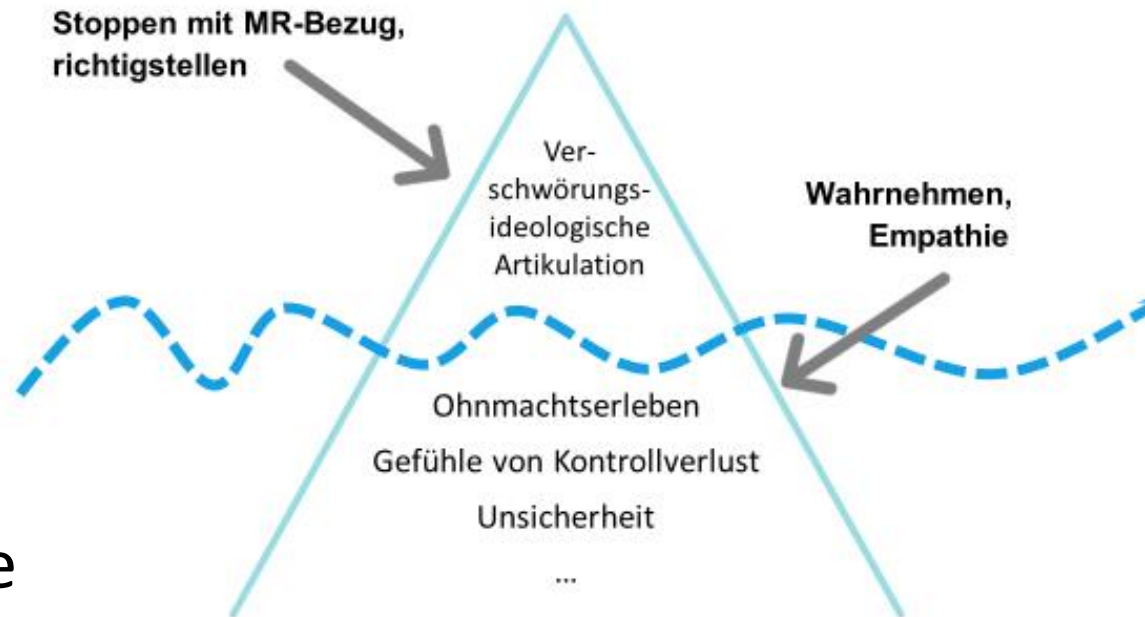 Stoppen mit MR-Bezug,
richtigstellen
Ver-
schwörungs-
ideologische
Artikulation
Wahrnehmen,
Empathie
Ohnmachtserleben
Gefühle von Kontrollverlust
Unsicherheit
...
e